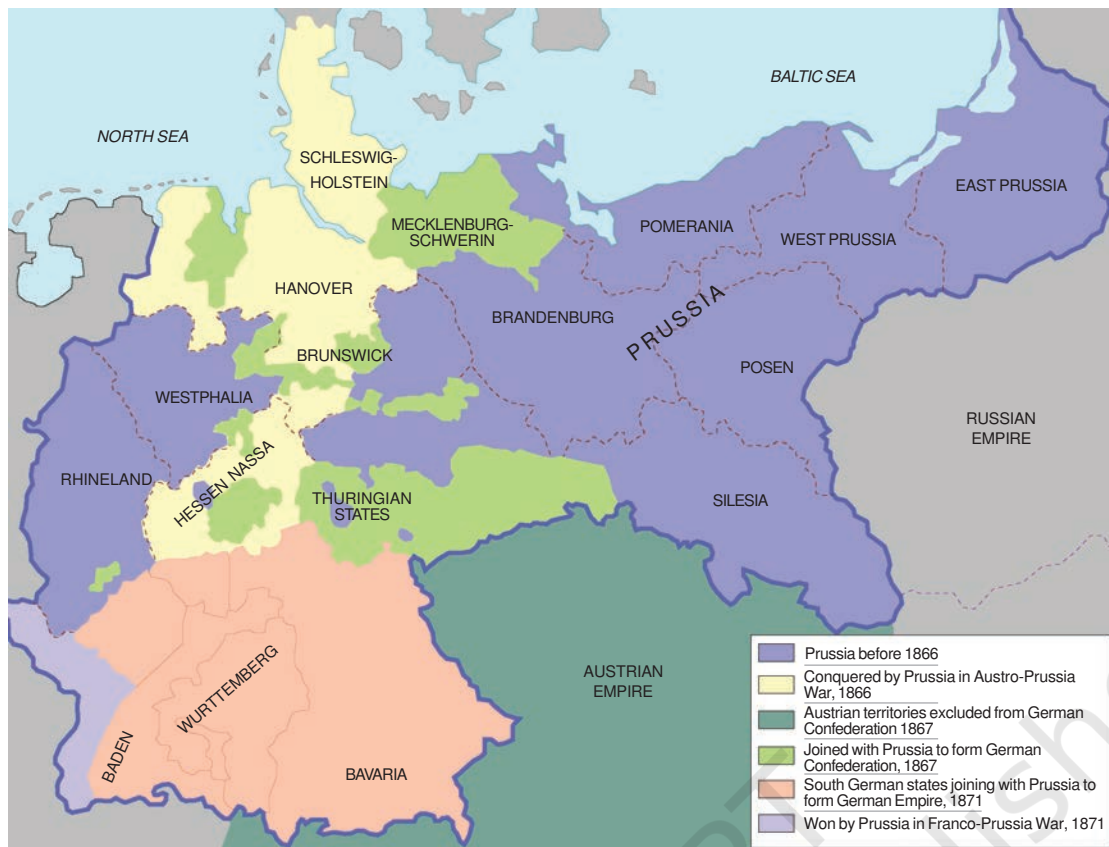 BALTIC SEA
NORTH SEA
SCHLESWIG-
HOLSTEIN
EAST PRUSSIA
MECKLENBURG-
SCHWERIN
POMERANIA
WEST PRUSSIA
HANOVER
BRANDENBURG
PRUSSIA
BRUNSWICK
POSEN
WESTPHALIA
RUSSIAN
EMPIRE
RHINELAND
HESSEN NASSA
THURINGIAN
STATES
SILESIA
AUSTRIAN
EMPIRE
WURTTEMBERG
BADEN
BAVARIA
Prussia before 1866
Conquered by Prussia in Austro-Prussia
War, 1866
Austrian territories excluded from German
Confederation 1867
Joined with Prussia to form German
Confederation, 1867
South German states joining with Prussia to
form German Empire, 1871
Won by Prussia in Franco-Prussia War, 1871